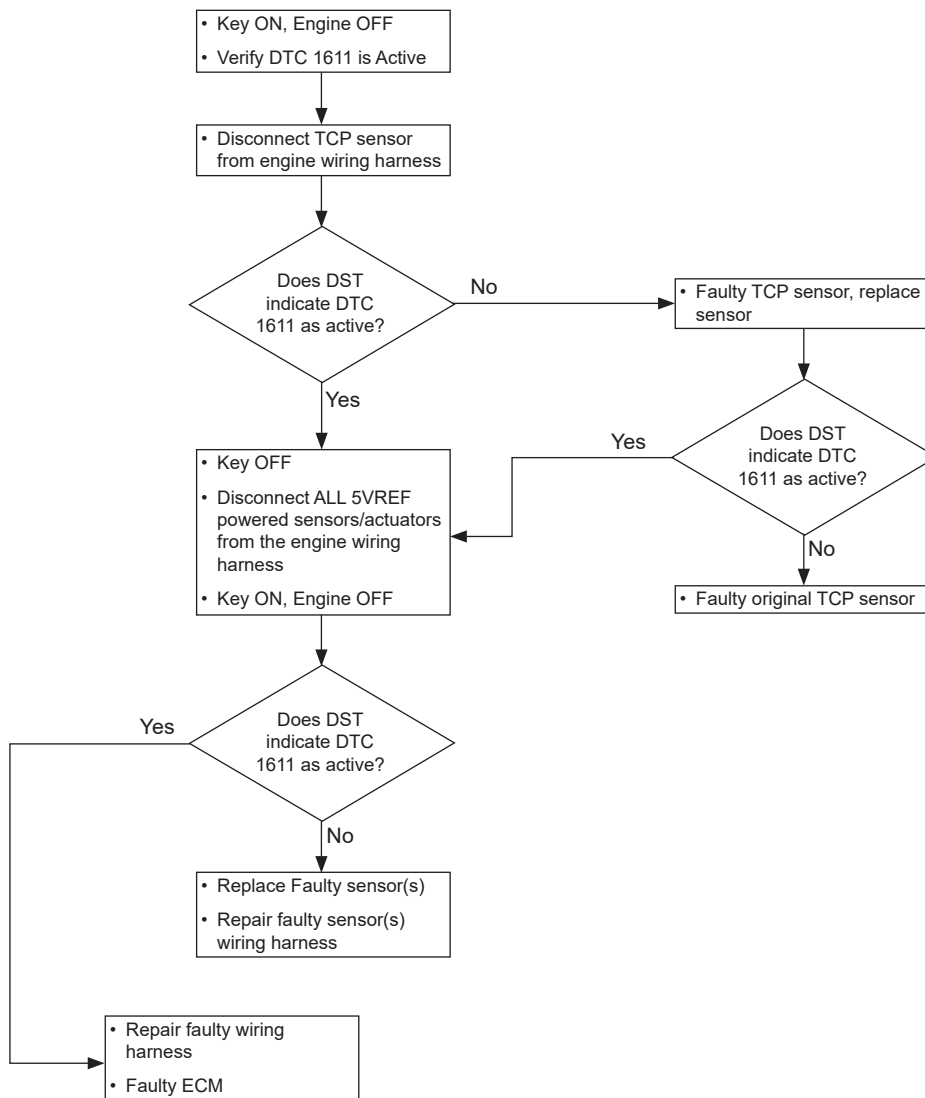 • Key ON, Engine OFF
• Verify DTC 1611 is Active
• Disconnect TCP sensor
from engine wiring harness
Does DST
indicate DTC
1611 as active?
No
• Faulty TCP sensor, replace
sensor
Yes
Does DST
indicate DTC
1611 as active?
Yes
No
• Faulty original TCP sensor
• Key OFF
• Disconnect ALL 5VREF
powered sensors/actuators
from the engine wiring
harness
• Key ON, Engine OFF
Does DST
indicate DTC
1611 as active?
Yes
No
• Replace Faulty sensor(s)
• Repair faulty sensor(s)
wiring harness
• Repair faulty wiring
harness
• Faulty ECM